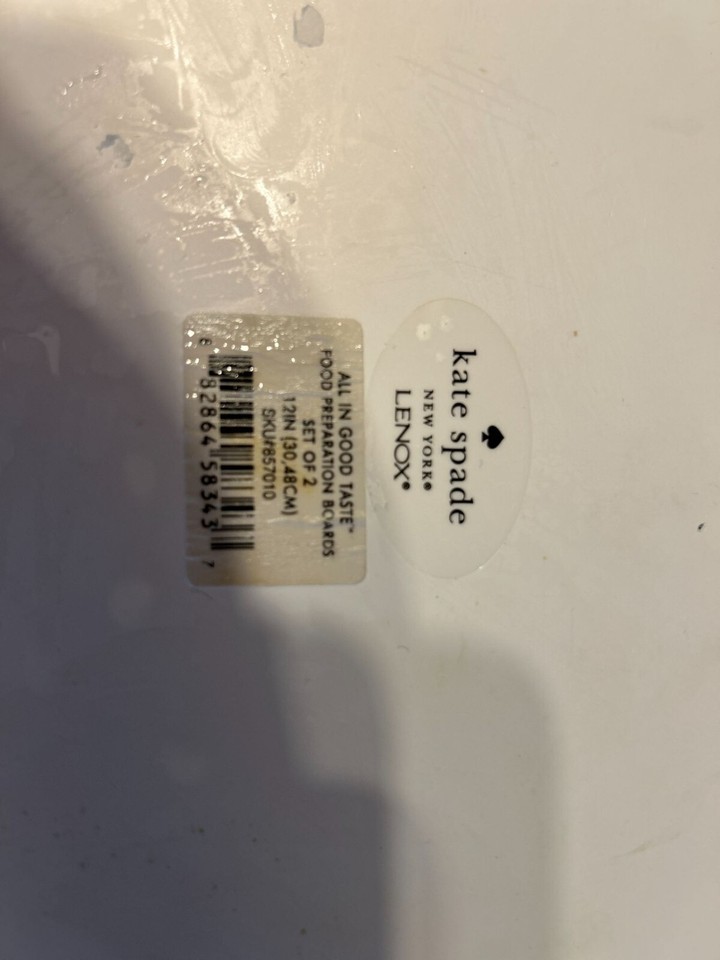 kate spade
NEW YORK®
LENOX®
ALL IN GOOD TASTE™
FOOD PREPARATION BOARDS
SET OF 2
12IN (30,48CM)
SKU#857010
8 82864 58343 7